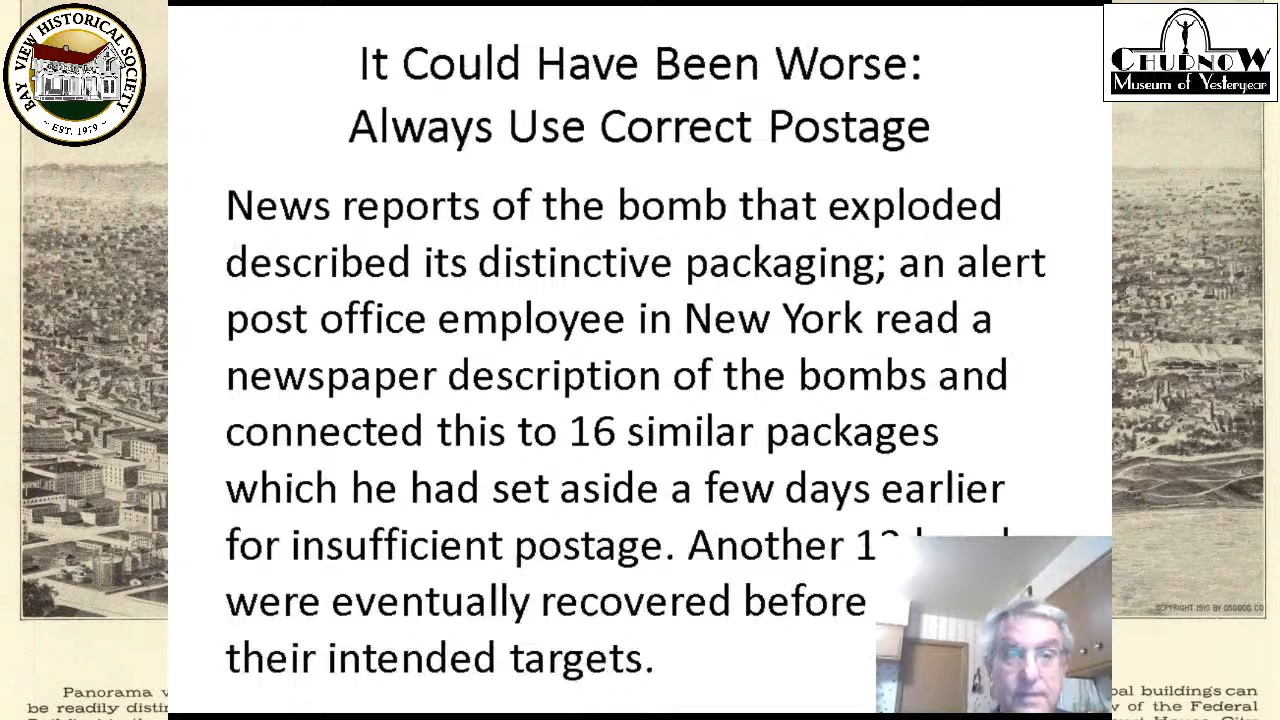 BAY VIEW HISTORICAL SOCIETY
~ EST. 1979 ~
CHUDNOW
Museum of Yesteryear
It Could Have Been Worse:
Always Use Correct Postage
News reports of the bomb that exploded
described its distinctive packaging; an alert
post office employee in New York read a
newspaper description of the bombs and
connected this to 16 similar packages
which he had set aside a few days earlier
for insufficient postage. Another
were eventually recovered before
their intended targets.
COPYRIGHT 1910 BY OSGOOD CO
Panorama
be readily
buildings can
of the Federal